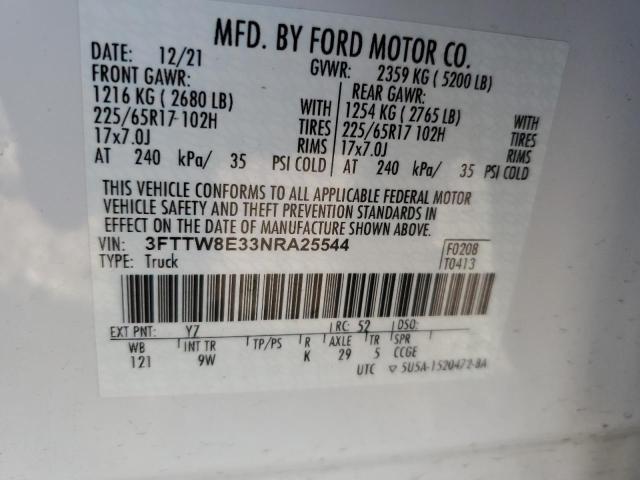 MFD. BY FORD MOTOR CO.
DATE: 12/21 GVWR: 2359 KG ( 5200 LB)
FRONT GAWR: REAR GAWR:
1216 KG ( 2680 LB) WITH 1254 KG ( 2765 LB) WITH
225/65R17 102H TIRES 225/65R17 102H TIRES
17x7.0J RIMS 17x7.0J RIMS
AT 240 kPa/ 35 PSI COLD AT 240 kPa/ 35 PSI COLD
THIS VEHICLE CONFORMS TO ALL APPLICABLE FEDERAL MOTOR
VEHICLE SAFETY AND THEFT PREVENTION STANDARDS IN
EFFECT ON THE DATE OF MANUFACTURE SHOWN ABOVE.
VIN: 3FTTW8E33NRA25544 F0208
TYPE: Truck T0413
EXT PNT: YZ RC: 52 DSO:
WB INT TR TP/PS R AXLE TR SPR
121 9W K 29 5 CCGE
UTC ▽ 5U5A-1520472-BA